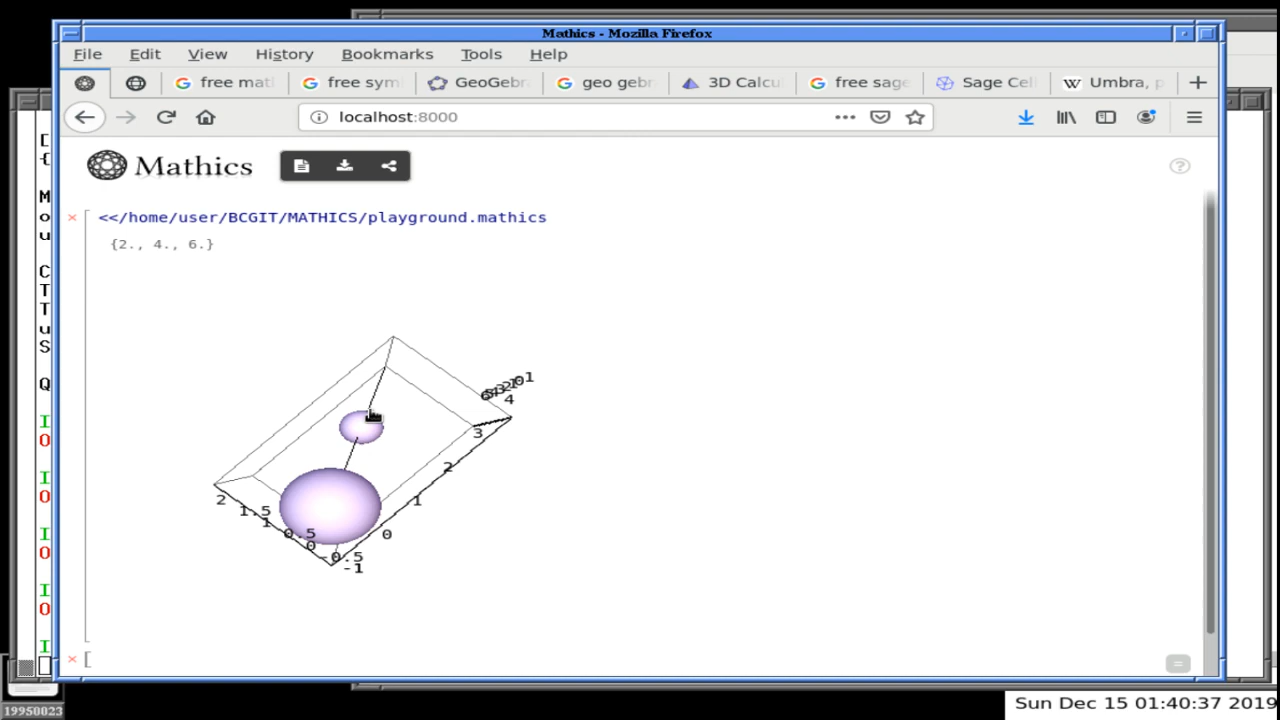 Mathics - Mozilla Firefox
File Edit View History Bookmarks Tools Help
free mat free sym GeoGebr geo gebr 3D Calcu free sage Sage Cell Umbra, p
localhost:8000
Mathics
<</home/user/BCGIT/MATHICS/playground.mathics
{2., 4., 6.}
[
{
M
o
u
C
T
T
u
S
Q
I
O
I
O
I
O
I
O
I
1
4
3
2
2
1.5
1
1
0.5
0
0
-0.5
-1
19950023
Sun Dec 15 01:40:37 2019